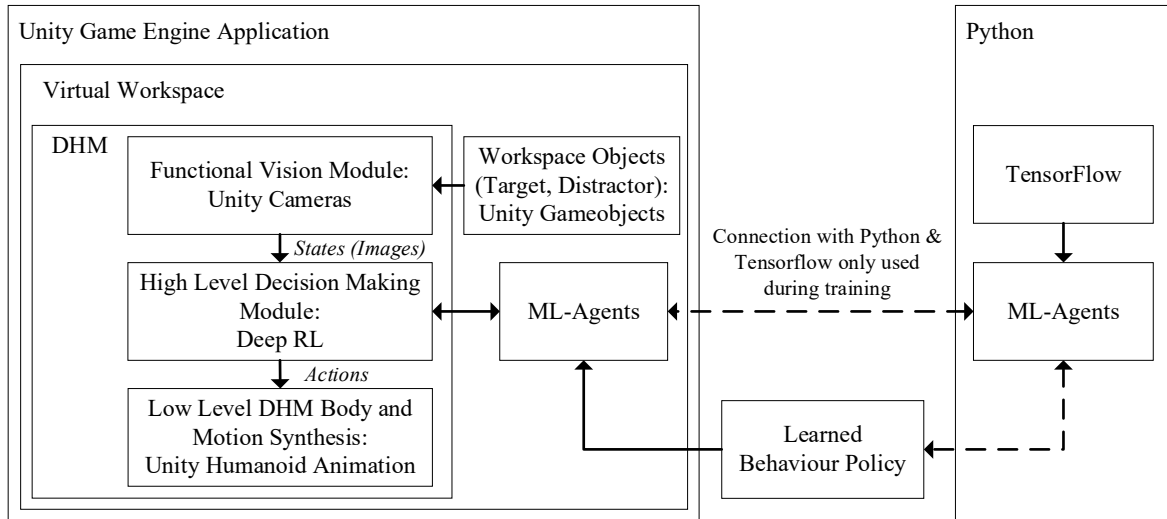 Unity Game Engine Application
Virtual Workspace
DHM
Functional Vision Module:
Unity Cameras
Workspace Objects
(Target, Distractor):
Unity Gameobjects
States (Images)
High Level Decision Making
Module:
Deep RL
ML-Agents
Actions
Low Level DHM Body and
Motion Synthesis:
Unity Humanoid Animation
Connection with Python &
Tensorflow only used
during training
Learned
Behaviour Policy
Python
TensorFlow
ML-Agents